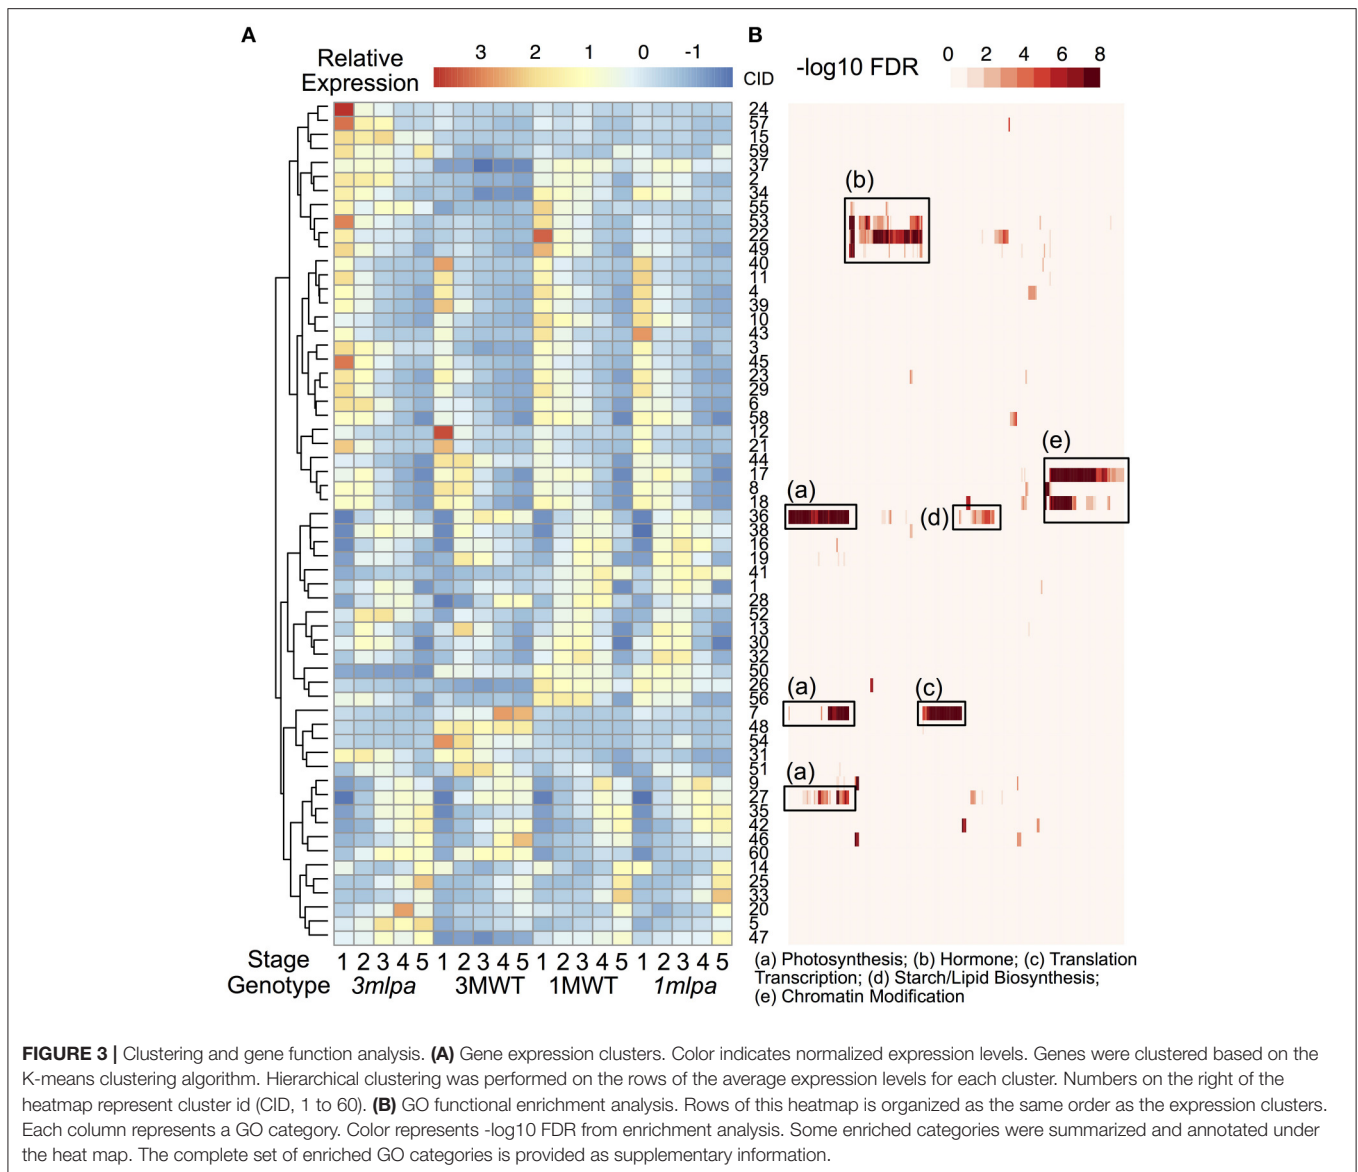 A
B
Relative
Expression
3 2 1 0 -1
CID
-log10 FDR
0 2 4 6 8
24
57
15
59
37
2
34
55
53
22
49
40
11
4
39
10
43
3
45
23
29
6
58
12
21
44
17
8
18
36
38
16
19
41
1
28
52
13
30
32
50
26
56
7
48
54
31
51
9
27
35
42
46
60
14
25
33
20
5
47
(b)
(e)
(a)
(d)
(a)
(c)
(a)
Stage 1 2 3 4 5 1 2 3 4 5 1 2 3 4 5 1 2 3 4 5
Genotype 3mlpa 3MWT 1MWT 1mlpa
(a) Photosynthesis; (b) Hormone; (c) Translation
Transcription; (d) Starch/Lipid Biosynthesis;
(e) Chromatin Modification
FIGURE 3 | Clustering and gene function analysis. (A) Gene expression clusters. Color indicates normalized expression levels. Genes were clustered based on the
K-means clustering algorithm. Hierarchical clustering was performed on the rows of the average expression levels for each cluster. Numbers on the right of the
heatmap represent cluster id (CID, 1 to 60). (B) GO functional enrichment analysis. Rows of this heatmap is organized as the same order as the expression clusters.
Each column represents a GO category. Color represents -log10 FDR from enrichment analysis. Some enriched categories were summarized and annotated under
the heat map. The complete set of enriched GO categories is provided as supplementary information.